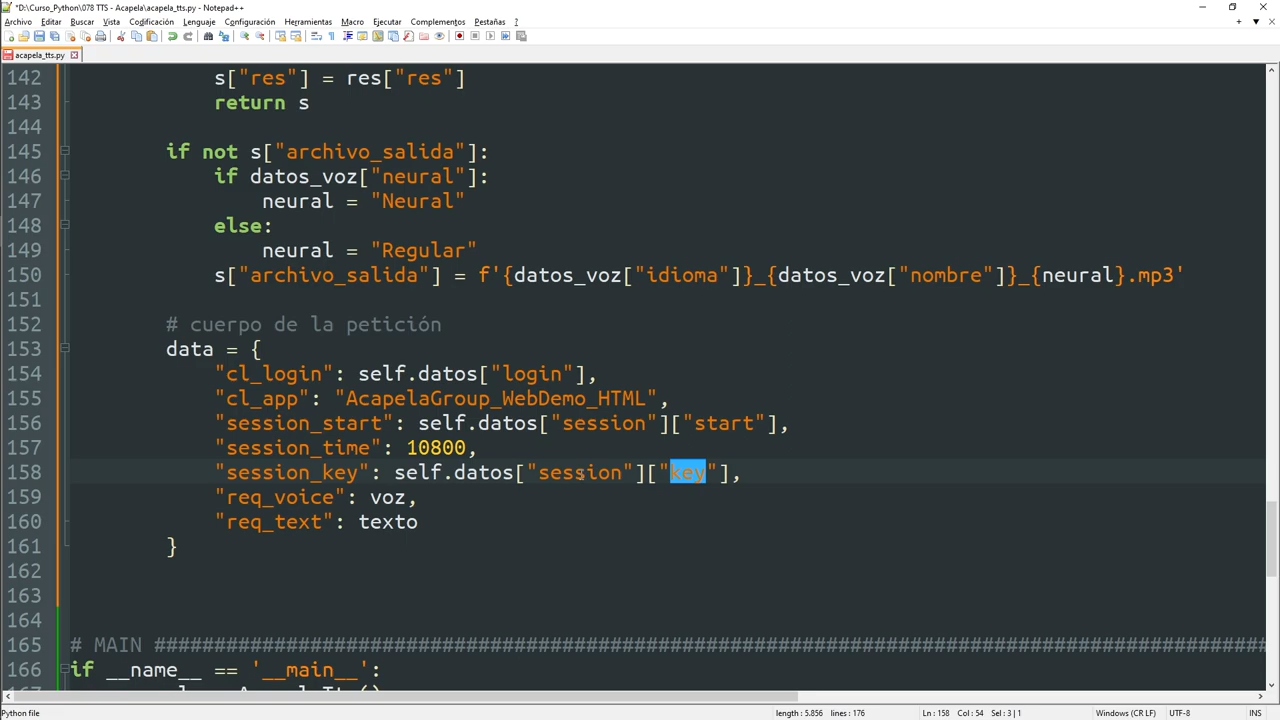 *D:\Curso_Python\078 TTS - Acapela\acapela_tts.py - Notepad++
Archivo Editar Buscar Vista Codificación Lenguaje Configuración Herramientas Macro Ejecutar Complementos Pestañas ?
acapela_tts.py
142 s["res"] = res["res"]
143 return s
144
145 if not s["archivo_salida"]:
146 if datos_voz["neural"]:
147 neural = "Neural"
148 else:
149 neural = "Regular"
150 s["archivo_salida"] = f'{datos_voz["idioma"]}_{datos_voz["nombre"]}_{neural}.mp3'
151
152 # cuerpo de la petición
153 data = {
154 "cl_login": self.datos["login"],
155 "cl_app": "AcapelaGroup_WebDemo_HTML",
156 "session_start": self.datos["session"]["start"],
157 "session_time": 10800,
158 "session_key": self.datos["session"]["key"],
159 "req_voice": voz,
160 "req_text": texto
161 }
162
163
164
165 # MAIN ####################################################################################
166 if __name__ == '__main__':
Python file length : 5.856 lines : 176 Ln : 158 Col : 54 Sel : 3 | 1 Windows (CR LF) UTF-8 INS